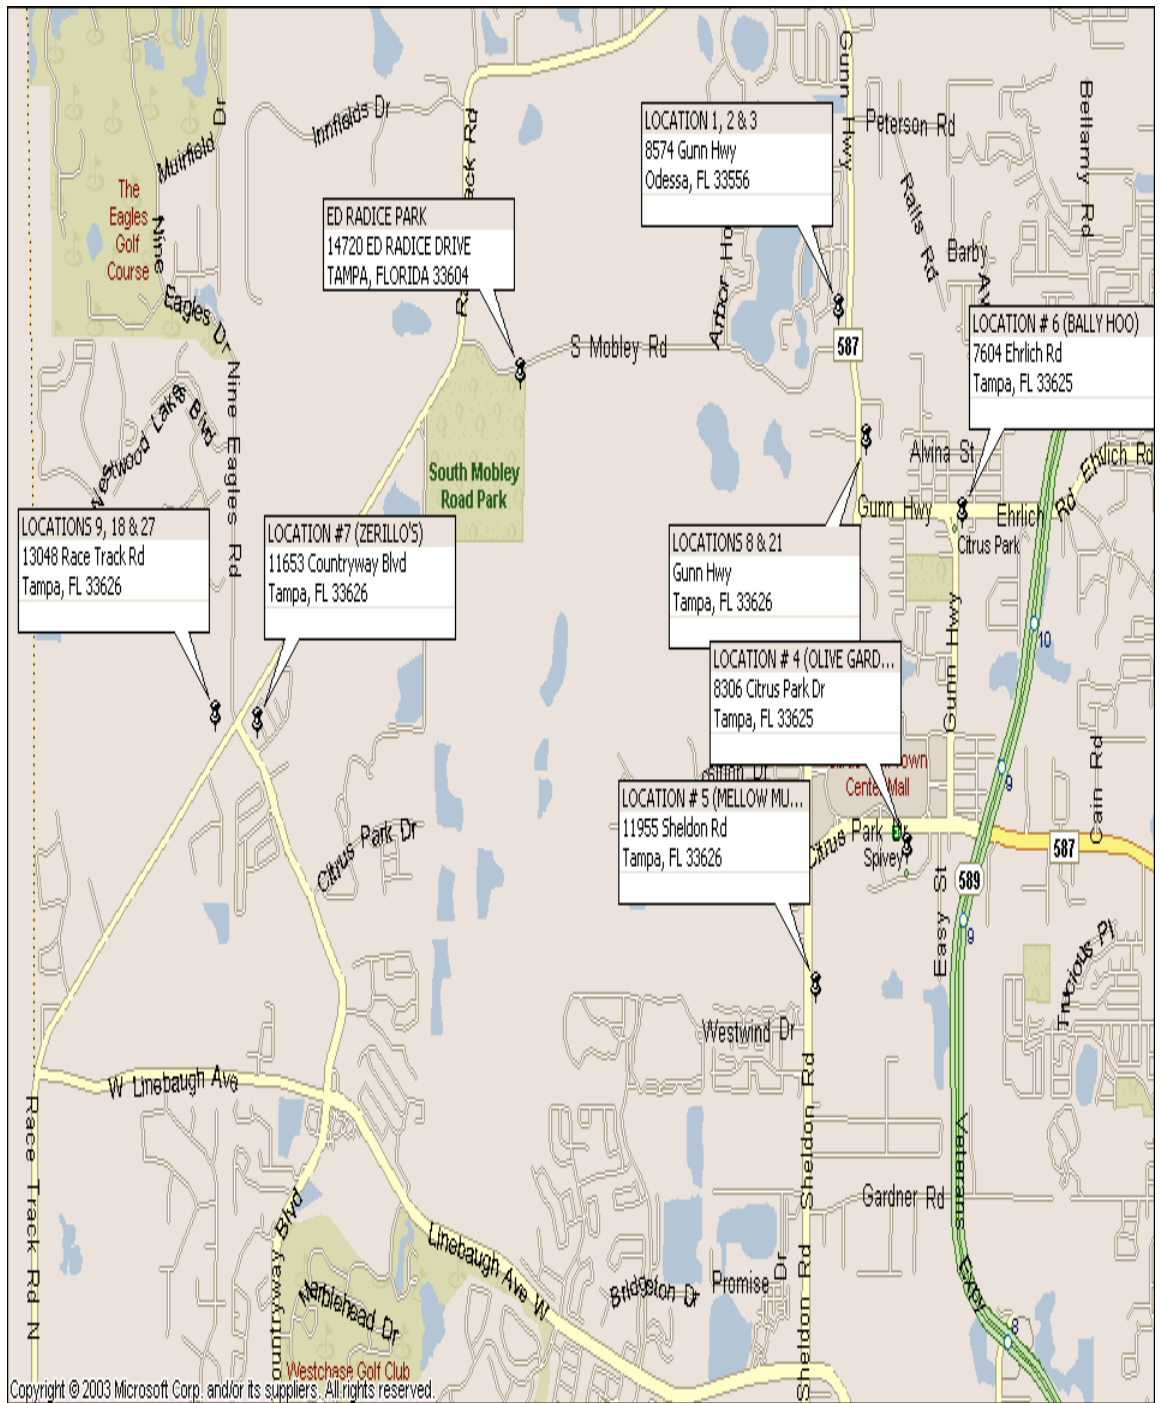 Gunn Hwy
Peterson Rd
Bellamy Rd
Innfields Dr
Muirfield Dr
LOCATION 1, 2 & 3
8574 Gunn Hwy
Odessa, FL 33556
The
Eagles
Golf
Course
Nine
Eagles Dr
ED RADICE PARK
14720 ED RADICE DRIVE
TAMPA, FLORIDA 33604
Rails Rd
Barby
Arbor
S Mobley Rd
587
LOCATION # 6 (BALLY HOO)
7604 Ehrlich Rd
Tampa, FL 33625
Nine Eagles Rd
Blvd
South Mobley
Road Park
Alvina St
Ehrlich Rd
Gunn Hwy
Ehrlich Rd
Citrus Park
LOCATIONS 9, 18 & 27
13048 Race Track Rd
Tampa, FL 33626
LOCATION #7 (ZERILLO'S)
11653 Countryway Blvd
Tampa, FL 33626
LOCATIONS 8 & 21
Gunn Hwy
Tampa, FL 33626
10
Gunn Hwy
LOCATION # 4 (OLIVE GARD...
8306 Citrus Park Dr
Tampa, FL 33625
Center Mall
9
Cain Rd
LOCATION # 5 (MELLOW MU...
11955 Sheldon Rd
Tampa, FL 33626
Citrus Park Dr
Citrus Park Dr
Spivey
587
589
Easy St
9
Trucious Pl
Westwind Dr
Sheldon Rd
W Linebaugh Ave
Race Track Rd N
Veterans Expy
Gardner Rd
Linebaugh Ave W
Marblehead Dr
Bridgeton Dr
Promise Dr
Sheldon Rd
8
Westchase Golf Club
Copyright © 2003 Microsoft Corp. and/or its suppliers. All rights reserved.